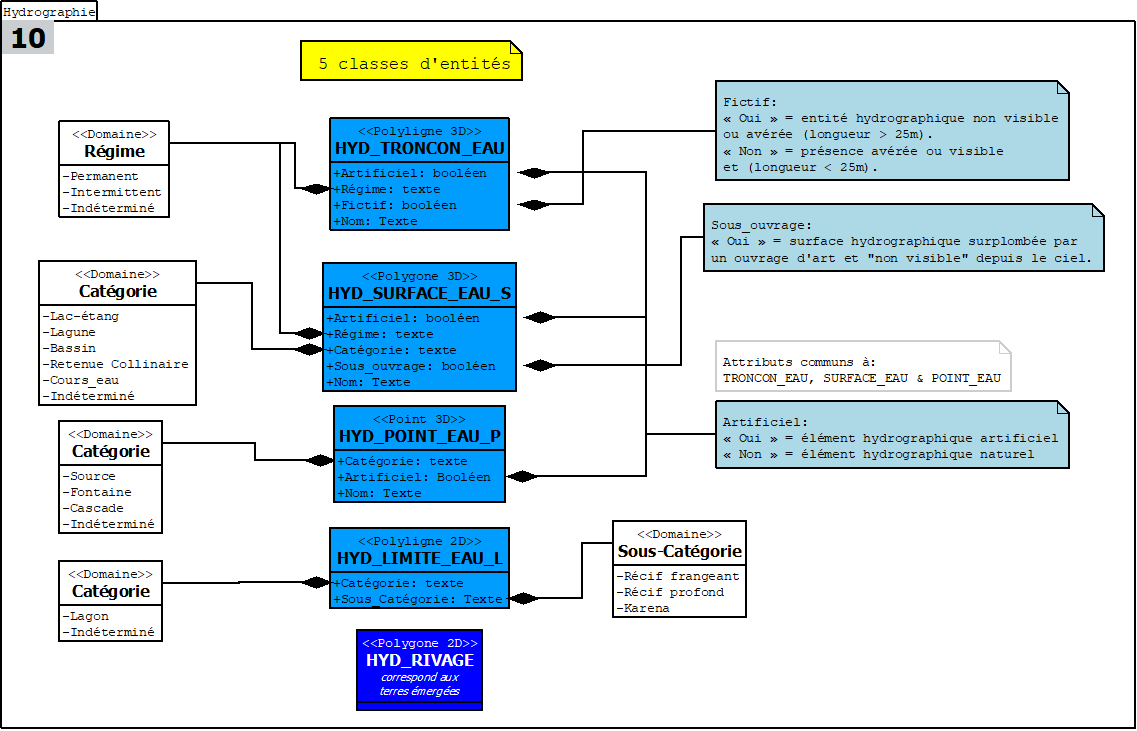 Hydrographie
10
5 classes d'entités
<<Domaine>>
Régime
-Permanent
-Intermittent
-Indéterminé
<<Polyligne 3D>>
HYD_TRONCON_EAU
+Artificiel: booléen
+Régime: texte
+Fictif: booléen
+Nom: Texte
Fictif:
« Oui » = entité hydrographique non visible
ou avérée (longueur > 25m).
« Non » = présence avérée ou visible
et (longueur < 25m).
Sous_ouvrage:
« Oui » = surface hydrographique surplombée par
un ouvrage d'art et "non visible" depuis le ciel.
<<Domaine>>
Catégorie
-Lac-étang
-Lagune
-Bassin
-Retenue Collinaire
-Cours_eau
-Indéterminé
<<Polygone 3D>>
HYD_SURFACE_EAU_S
+Artificiel: booléen
+Régime: texte
+Catégorie: texte
+Sous_ouvrage: booléen
+Nom: Texte
Attributs communs à:
TRONCON_EAU, SURFACE_EAU & POINT_EAU
Artificiel:
« Oui » = élément hydrographique artificiel
« Non » = élément hydrographique naturel
<<Domaine>>
Catégorie
-Source
-Fontaine
-Cascade
-Indéterminé
<<Point 3D>>
HYD_POINT_EAU_P
+Catégorie: texte
+Artificiel: Booléen
+Nom: Texte
<<Domaine>>
Catégorie
-Lagon
-Indéterminé
<<Polyligne 2D>>
HYD_LIMITE_EAU_L
+Catégorie: texte
+Sous_Catégorie: Texte
<<Domaine>>
Sous-Catégorie
-Récif frangeant
-Récif profond
-Karena
<<Polygone 2D>>
HYD_RIVAGE
correspond aux
terres émergées